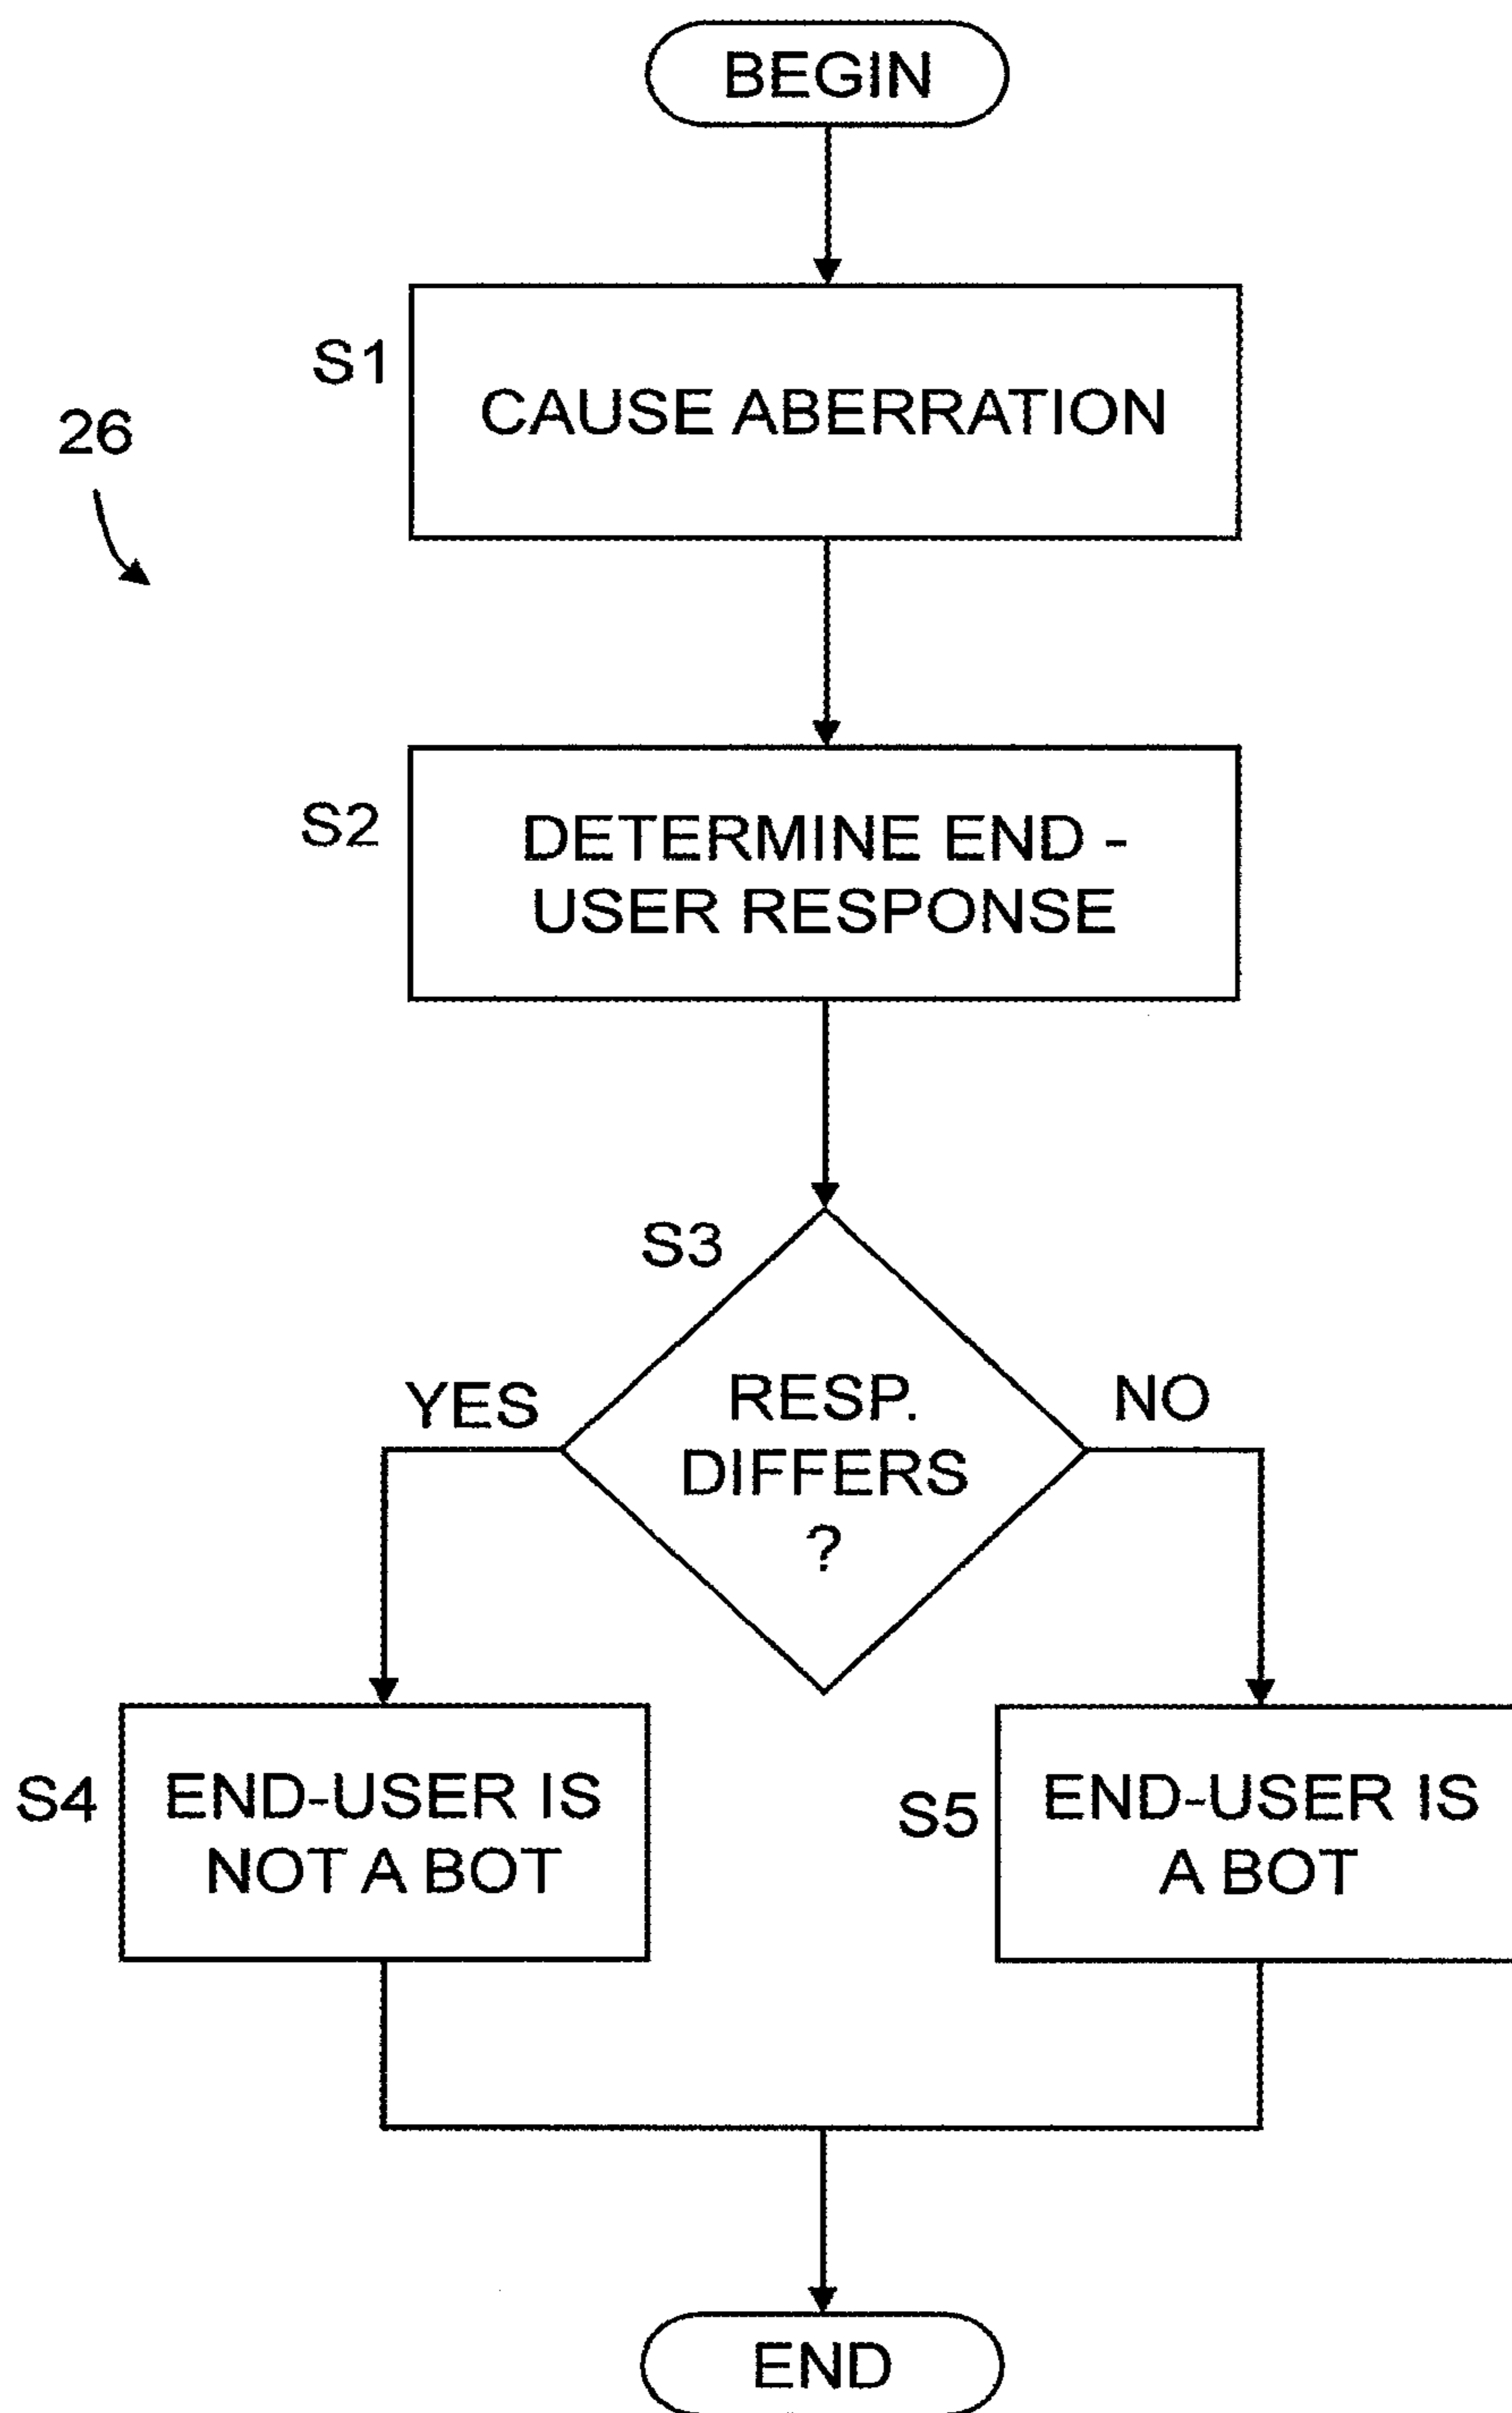 BEGIN
S1
CAUSE ABERRATION
26
S2
DETERMINE END -
USER RESPONSE
S3
YES
RESP.
DIFFERS
?
NO
S4
END-USER IS
NOT A BOT
S5
END-USER IS
A BOT
END